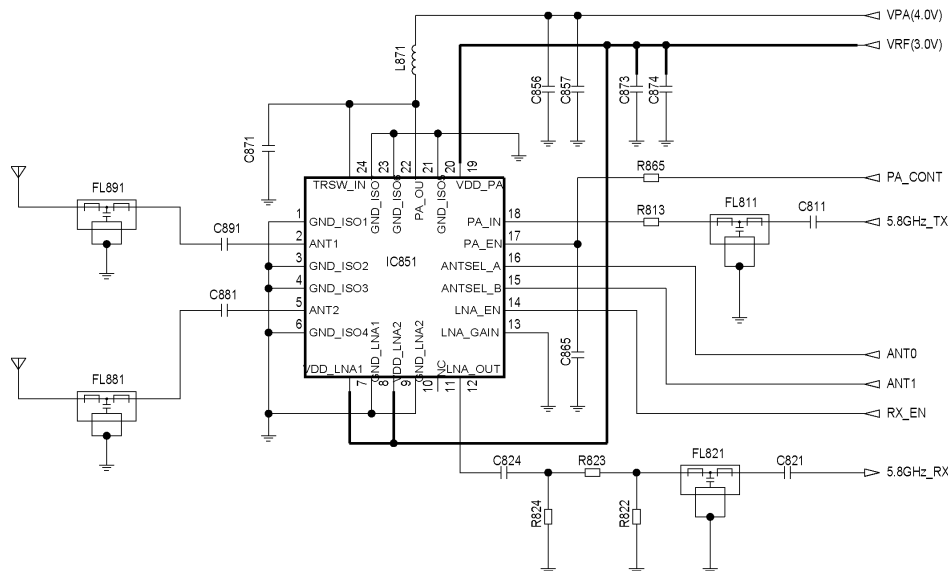 VPA(4.0V)
VRF(3.0V)
L871
C856
C857
C873
C874
C871
24
23
22
21
20
19
R865
PA_CONT
FL891
TRSW_IN
GND_ISO
PA_OU
GND_ISO
VDD_PA
C891
1
GND_ISO1
PA_IN
18
R813
FL811
C811
5.8GHz_TX
2
ANT1
PA_EN
17
IC851
3
GND_ISO2
ANTSEL_A
16
C881
4
GND_ISO3
ANTSEL_B
15
5
ANT2
LNA_EN
14
6
GND_ISO4
LNA_GAIN
13
C865
ANT0
FL881
VDD_LNA1
GND_LNA1
VDD_LNA2
GND_LNA2
NC
LNA_OUT
7
8
9
10
11
12
ANT1
RX_EN
C824
R823
FL821
C821
5.8GHz_RX
R824
R822